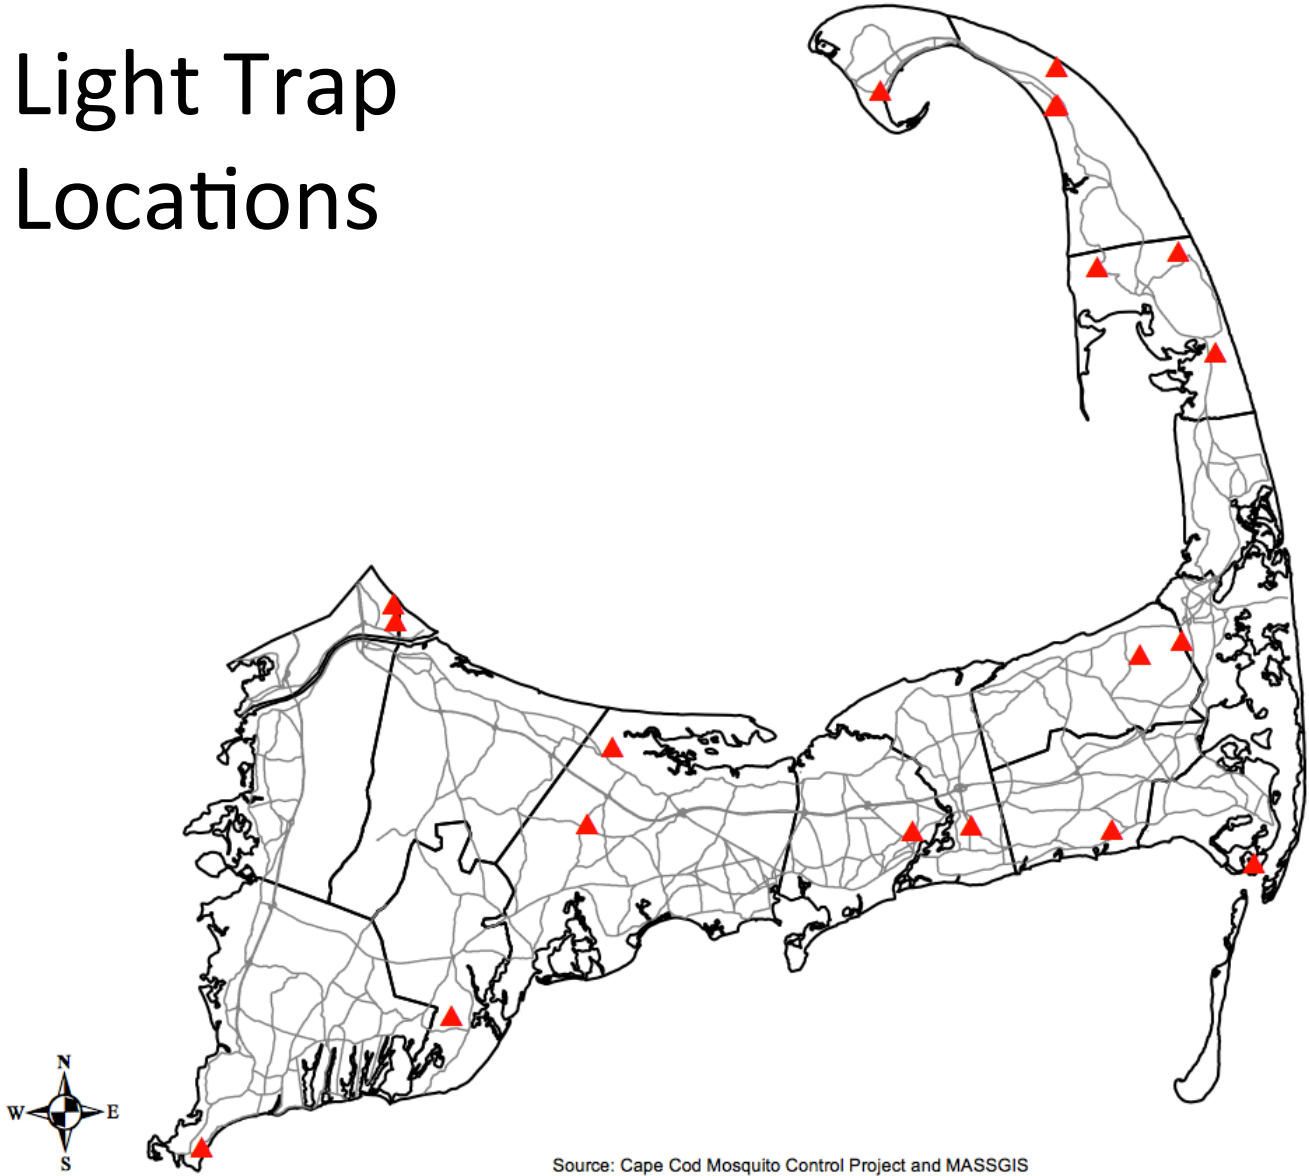 Light Trap
Locations
N
W E
S
Source: Cape Cod Mosquito Control Project and MASSGIS